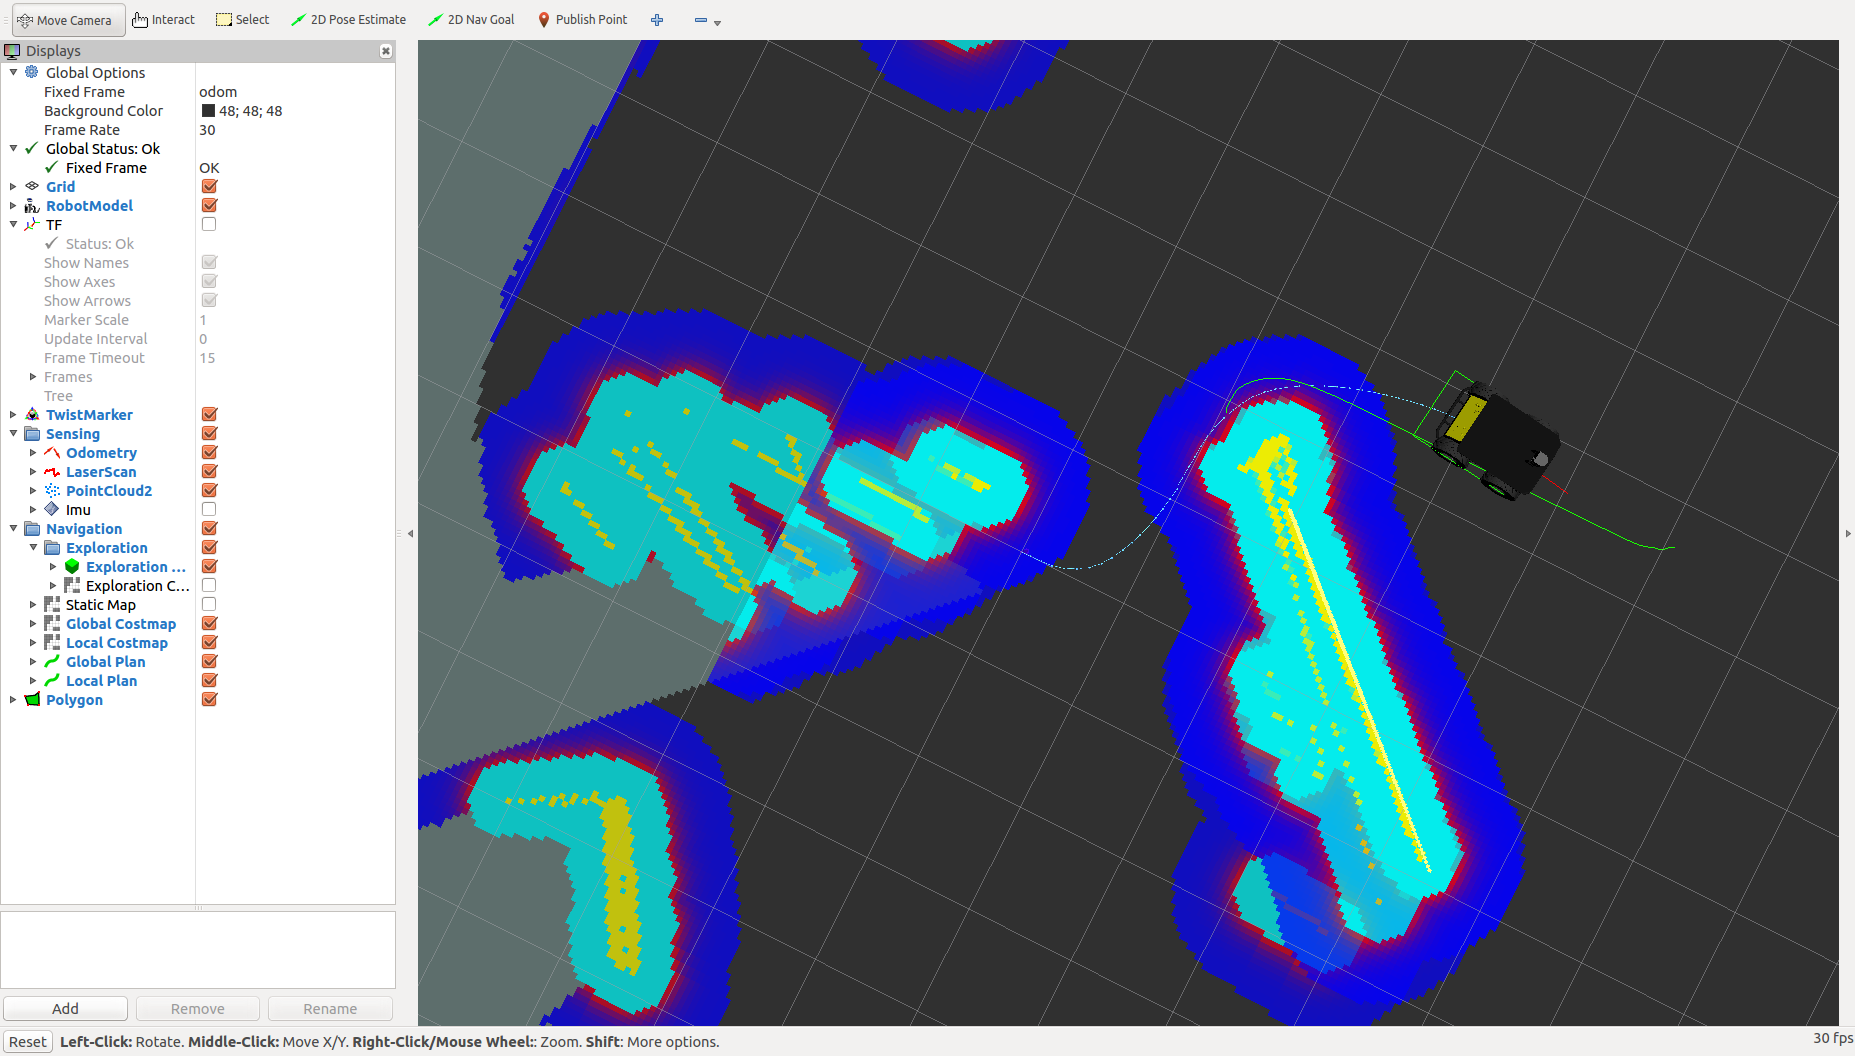 Move Camera Interact Select 2D Pose Estimate 2D Nav Goal Publish Point
Displays
Global Options
Fixed Frame odom
Background Color 48; 48; 48
Frame Rate 30
Global Status: Ok
Fixed Frame OK
Grid
RobotModel
TF
Status: Ok
Show Names
Show Axes
Show Arrows
Marker Scale 1
Update Interval 0
Frame Timeout 15
Frames
Tree
TwistMarker
Sensing
Odometry
LaserScan
PointCloud2
Imu
Navigation
Exploration
Exploration ...
Exploration C...
Static Map
Global Costmap
Local Costmap
Global Plan
Local Plan
Polygon
Add Remove Rename
Reset Left-Click: Rotate. Middle-Click: Move X/Y. Right-Click/Mouse Wheel:: Zoom. Shift: More options. 30 fps